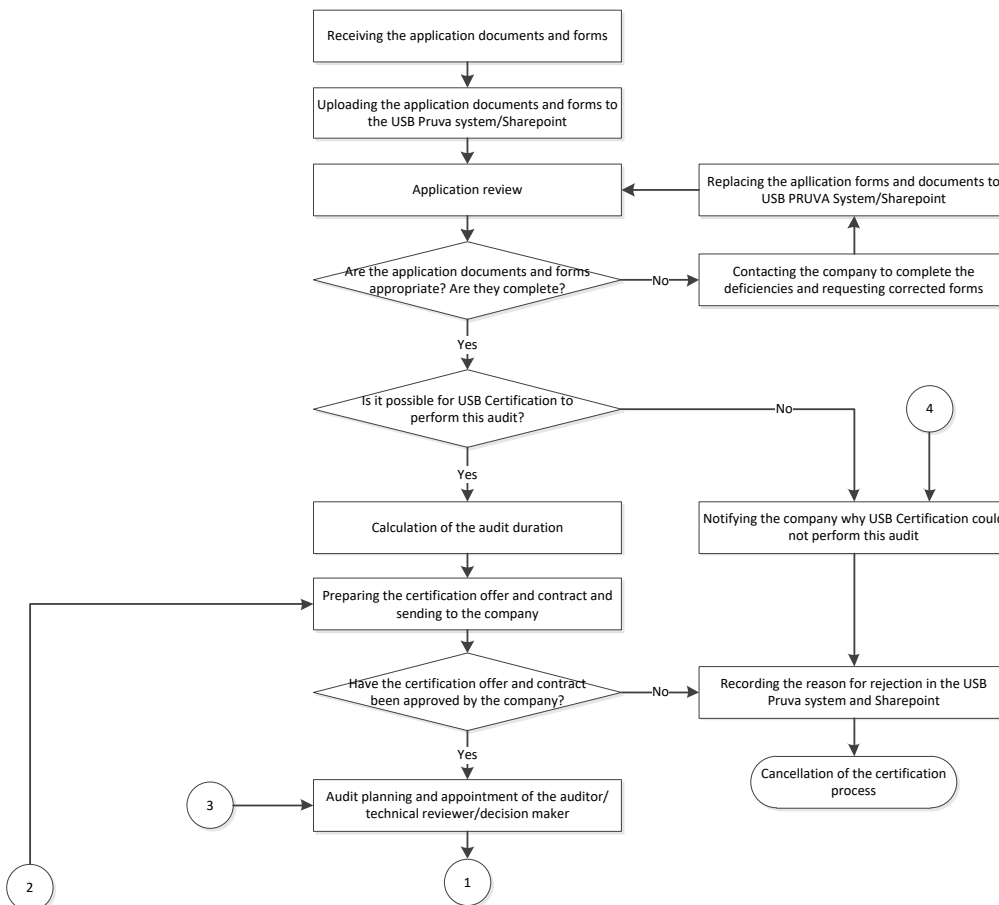 Receiving the application documents and forms
Uploading the application documents and forms to
the USB Pruva system/Sharepoint
Application review
Replacing the apllication forms and documents to
USB PRUVA System/Sharepoint
Are the application documents and forms
appropriate? Are they complete?
No
Contacting the company to complete the
deficiencies and requesting corrected forms
Yes
Is it possible for USB Certification to
perform this audit?
No
4
Yes
Calculation of the audit duration
Notifying the company why USB Certification could
not perform this audit
Preparing the certification offer and contract and
sending to the company
Have the certification offer and contract
been approved by the company?
No
Recording the reason for rejection in the USB
Pruva system and Sharepoint
Yes
Cancellation of the certification
process
3
Audit planning and appointment of the auditor/
technical reviewer/decision maker
2
1